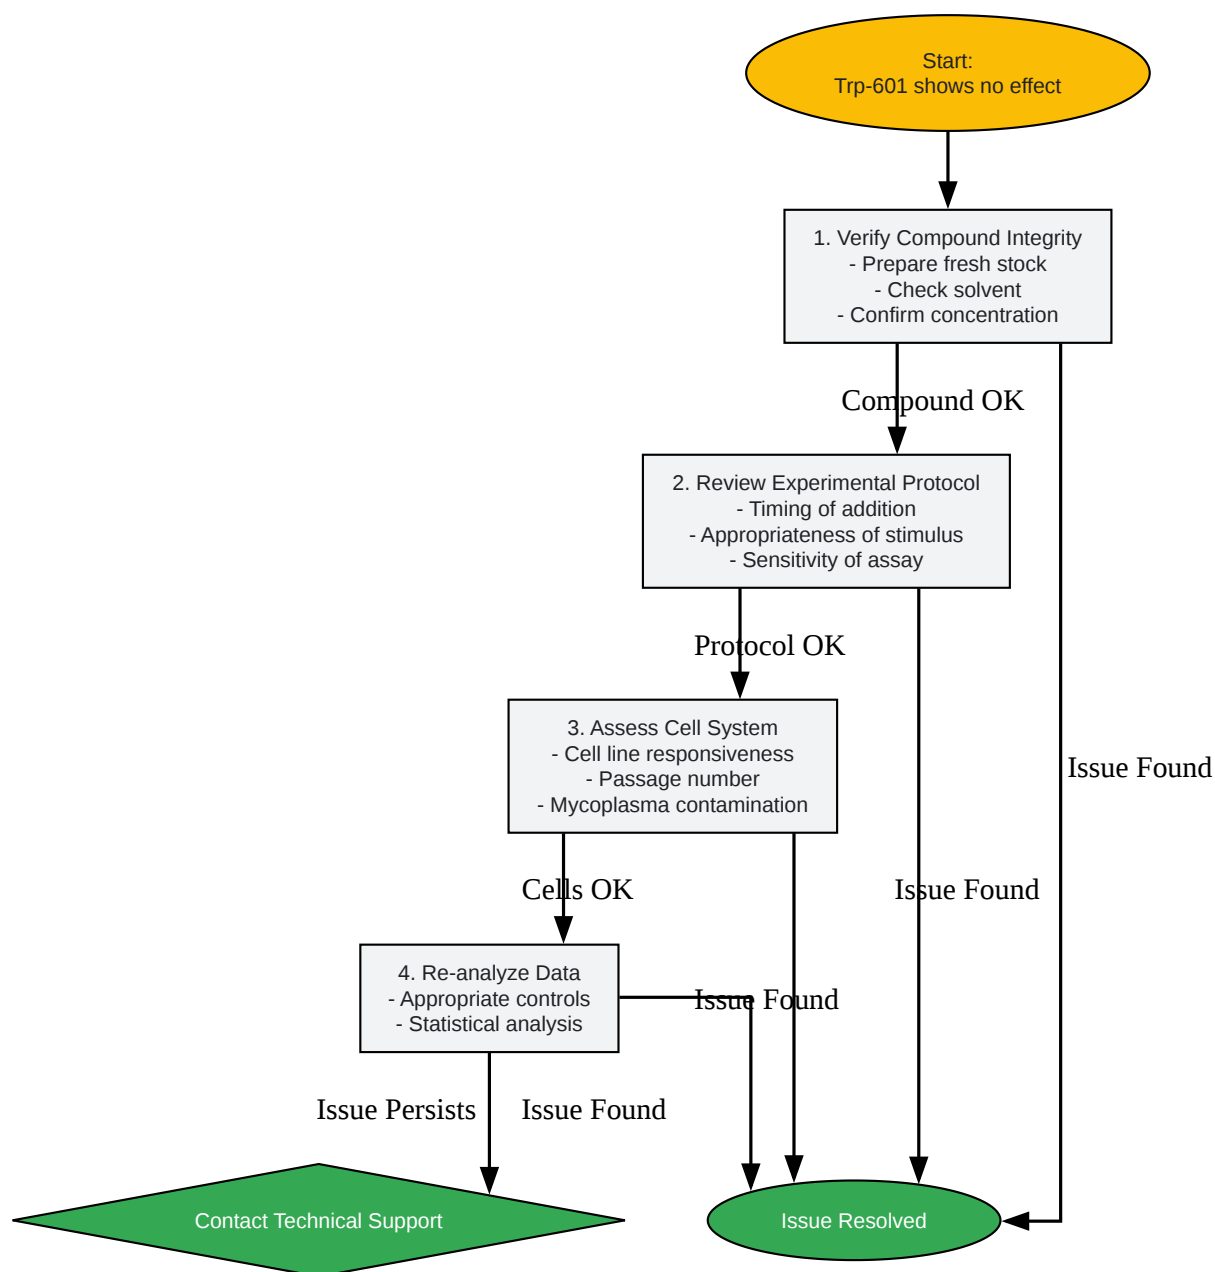 Start:
Trp-601 shows no effect
1. Verify Compound Integrity
- Prepare fresh stock
- Check solvent
- Confirm concentration
Compound OK
2. Review Experimental Protocol
- Timing of addition
- Appropriateness of stimulus
- Sensitivity of assay
Protocol OK
3. Assess Cell System
- Cell line responsiveness
- Passage number
- Mycoplasma contamination
Issue Found
Cells OK
Issue Found
4. Re-analyze Data
- Appropriate controls
- Statistical analysis
Issue Found
Issue Persists
Issue Found
Contact Technical Support
Issue Resolved